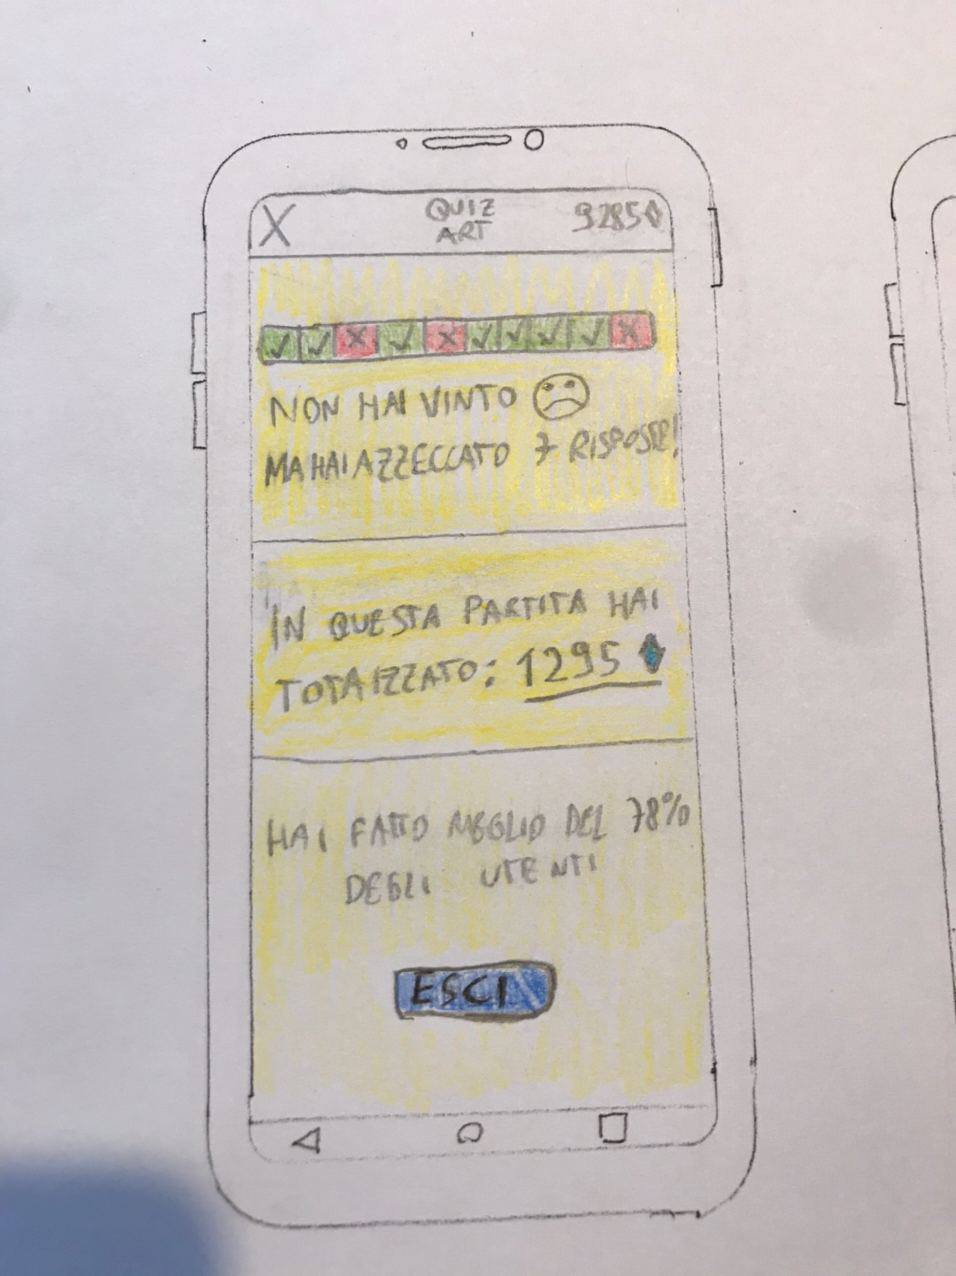 X
QUIZ
ART
9285
NON HAI VINTO
MA HAI AZZECCATO 7 RISPOSTE!
IN QUESTA PARTITA HAI
TOTAIZZATO: 1295
HAI FATTO MEGLIO DEL 78%
DEGLI UTENTI
ESCI